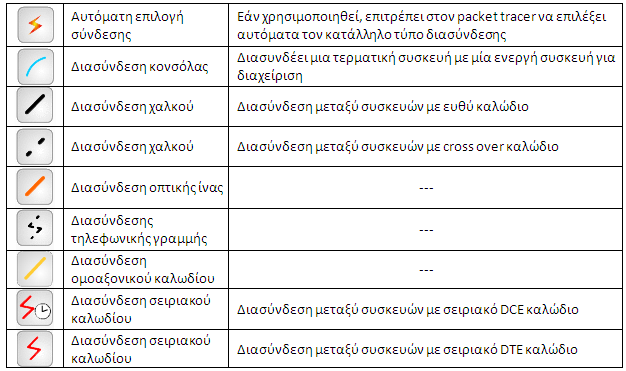 Αυτόματη επιλογή
σύνδεσης
Εάν χρησιμοποιηθεί, επιτρέπει στον packet tracer να επιλέξει
αυτόματα τον κατάλληλο τύπο διασύνδεσης
Διασύνδεση κονσόλας
Διασυνδέει μια τερματική συσκευή με μία ενεργή συσκευή για
διαχείριση
Διασύνδεση χαλκού
Διασύνδεση μεταξύ συσκευών με ευθύ καλώδιο
Διασύνδεση χαλκού
Διασύνδεση μεταξύ συσκευών με cross over καλώδιο
Διασύνδεση οπτικής ίνας
---
Διασύνδεσης
τηλεφωνικής γραμμής
---
Διασύνδεση
ομοαξονικού καλωδίου
---
Διασύνδεση σειριακού
καλωδίου
Διασύνδεση μεταξύ συσκευών με σειριακό DCE καλώδιο
Διασύνδεση σειριακού
καλωδίου
Διασύνδεση μεταξύ συσκευών με σειριακό DTE καλώδιο